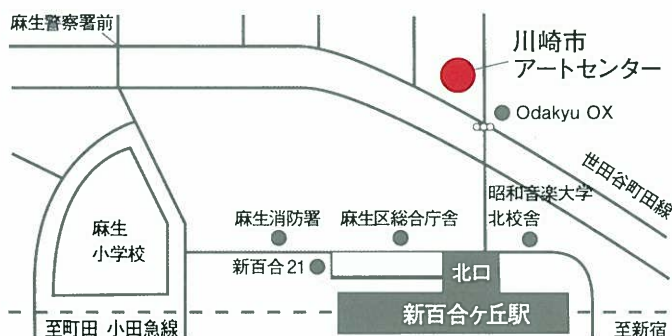 麻生警察署前
川崎市
アートセンター
Odakyu OX
世田谷町田線
昭和音楽大学
北校舎
麻生
小学校
麻生消防署
麻生区総合庁舎
新百合21
北口
新百合ヶ丘駅
至町田 小田急線
至新宿